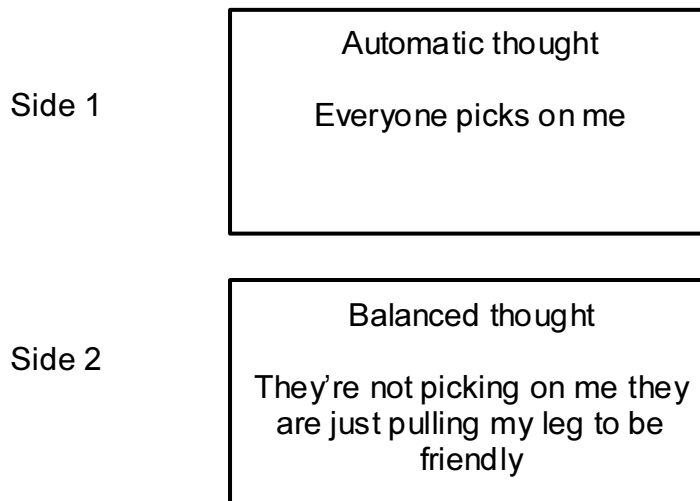 Side 1
Automatic thought
Everyone picks on me
Side 2
Balanced thought
They’re not picking on me they
are just pulling my leg to be
friendly